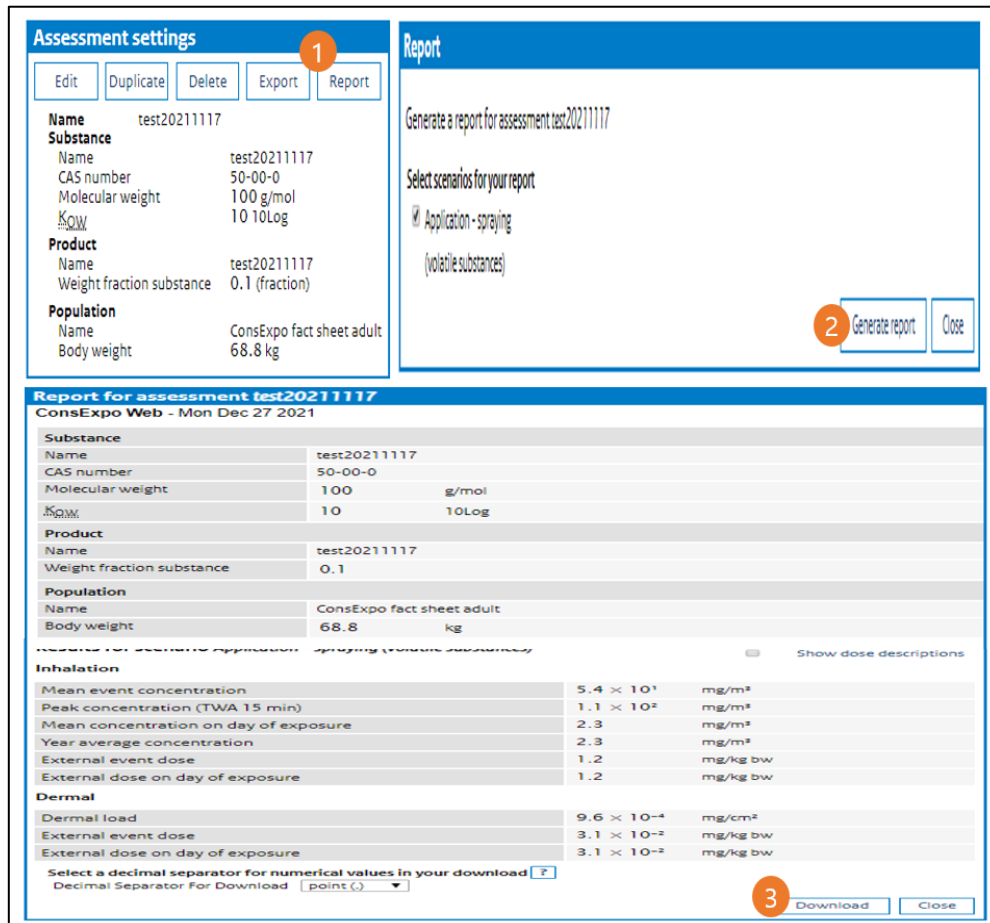 Assessment settings
1
Edit Duplicate Delete Export Report
Name test20211117
Substance
Name test20211117
CAS number 50-00-0
Molecular weight 100 g/mol
Kow 10 10Log
Product
Name test20211117
Weight fraction substance 0.1 (fraction)
Population
Name ConsExpo fact sheet adult
Body weight 68.8 kg
Report
Generate a report for assessment test20211117
Select scenarios for your report
Application - spraying
(volatile substances)
2 Generate report Close
Report for assessment test20211117
ConsExpo Web - Mon Dec 27 2021
Substance
Name test20211117
CAS number 50-00-0
Molecular weight 100 g/mol
Kow 10 10Log
Product
Name test20211117
Weight fraction substance 0.1
Population
Name ConsExpo fact sheet adult
Body weight 68.8 kg
Results for scenario Application - spraying (volatile substances) Show dose descriptions
Inhalation
Mean event concentration 5.4 × 10¹ mg/m³
Peak concentration (TWA 15 min) 1.1 × 10² mg/m³
Mean concentration on day of exposure 2.3 mg/m³
Year average concentration 2.3 mg/m³
External event dose 1.2 mg/kg bw
External dose on day of exposure 1.2 mg/kg bw
Dermal
Dermal load 9.6 × 10⁻⁴ mg/cm²
External event dose 3.1 × 10⁻² mg/kg bw
External dose on day of exposure 3.1 × 10⁻² mg/kg bw
Select a decimal separator for numerical values in your download ?
Decimal Separator For Download point (.)
3 Download Close